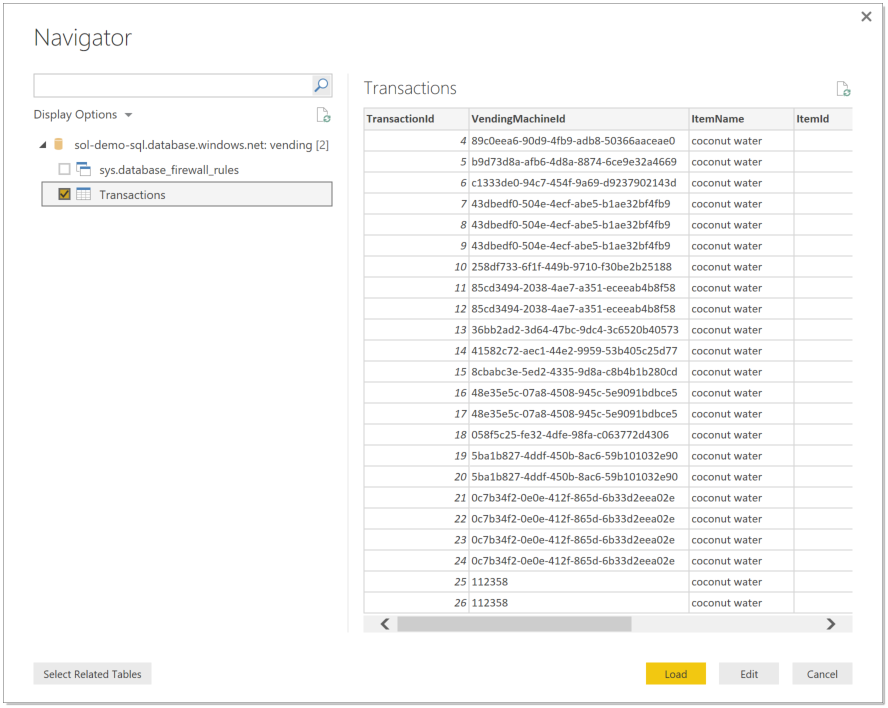 Navigator
Display Options
sol-demo-sql.database.windows.net: vending [2]
sys.database_firewall_rules
Transactions
Transactions
TransactionId VendingMachineId ItemName ItemId
4 89c0eea6-90d9-4fb9-adb8-50366aaceae0 coconut water
5 b9d73d8a-afb6-4d8a-8874-6ce9e32a4669 coconut water
6 c1333de0-94c7-454f-9a69-d9237902143d coconut water
7 43dbedf0-504e-4ecf-abe5-b1ae32bf4fb9 coconut water
8 43dbedf0-504e-4ecf-abe5-b1ae32bf4fb9 coconut water
9 43dbedf0-504e-4ecf-abe5-b1ae32bf4fb9 coconut water
10 258df733-6f1f-449b-9710-f30be2b25188 coconut water
11 85cd3494-2038-4ae7-a351-eceeab4b8f58 coconut water
12 85cd3494-2038-4ae7-a351-eceeab4b8f58 coconut water
13 36bb2ad2-3d64-47bc-9dc4-3c6520b40573 coconut water
14 41582c72-aec1-44e2-9959-53b405c25d77 coconut water
15 8cbabc3e-5ed2-4335-9d8a-c8b4b1b280cd coconut water
16 48e35e5c-07a8-4508-945c-5e9091bdbce5 coconut water
17 48e35e5c-07a8-4508-945c-5e9091bdbce5 coconut water
18 058f5c25-fe32-4dfe-98fa-c063772d4306 coconut water
19 5ba1b827-4ddf-450b-8ac6-59b101032e90 coconut water
20 5ba1b827-4ddf-450b-8ac6-59b101032e90 coconut water
21 0c7b34f2-0e0e-412f-865d-6b33d2eea02e coconut water
22 0c7b34f2-0e0e-412f-865d-6b33d2eea02e coconut water
23 0c7b34f2-0e0e-412f-865d-6b33d2eea02e coconut water
24 0c7b34f2-0e0e-412f-865d-6b33d2eea02e coconut water
25 112358 coconut water
26 112358 coconut water
Select Related Tables Load Edit Cancel